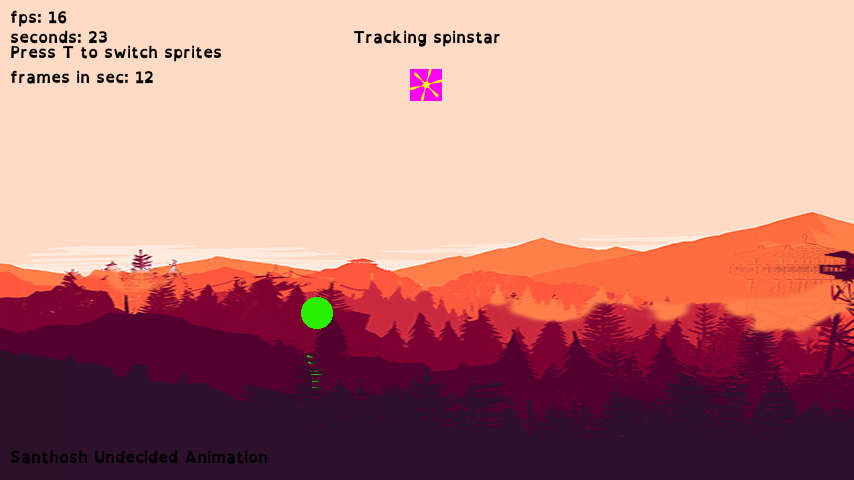 fps: 16
seconds: 23
Press T to switch sprites
frames in sec: 12
Tracking spinstar
Santhosh Undecided Animation